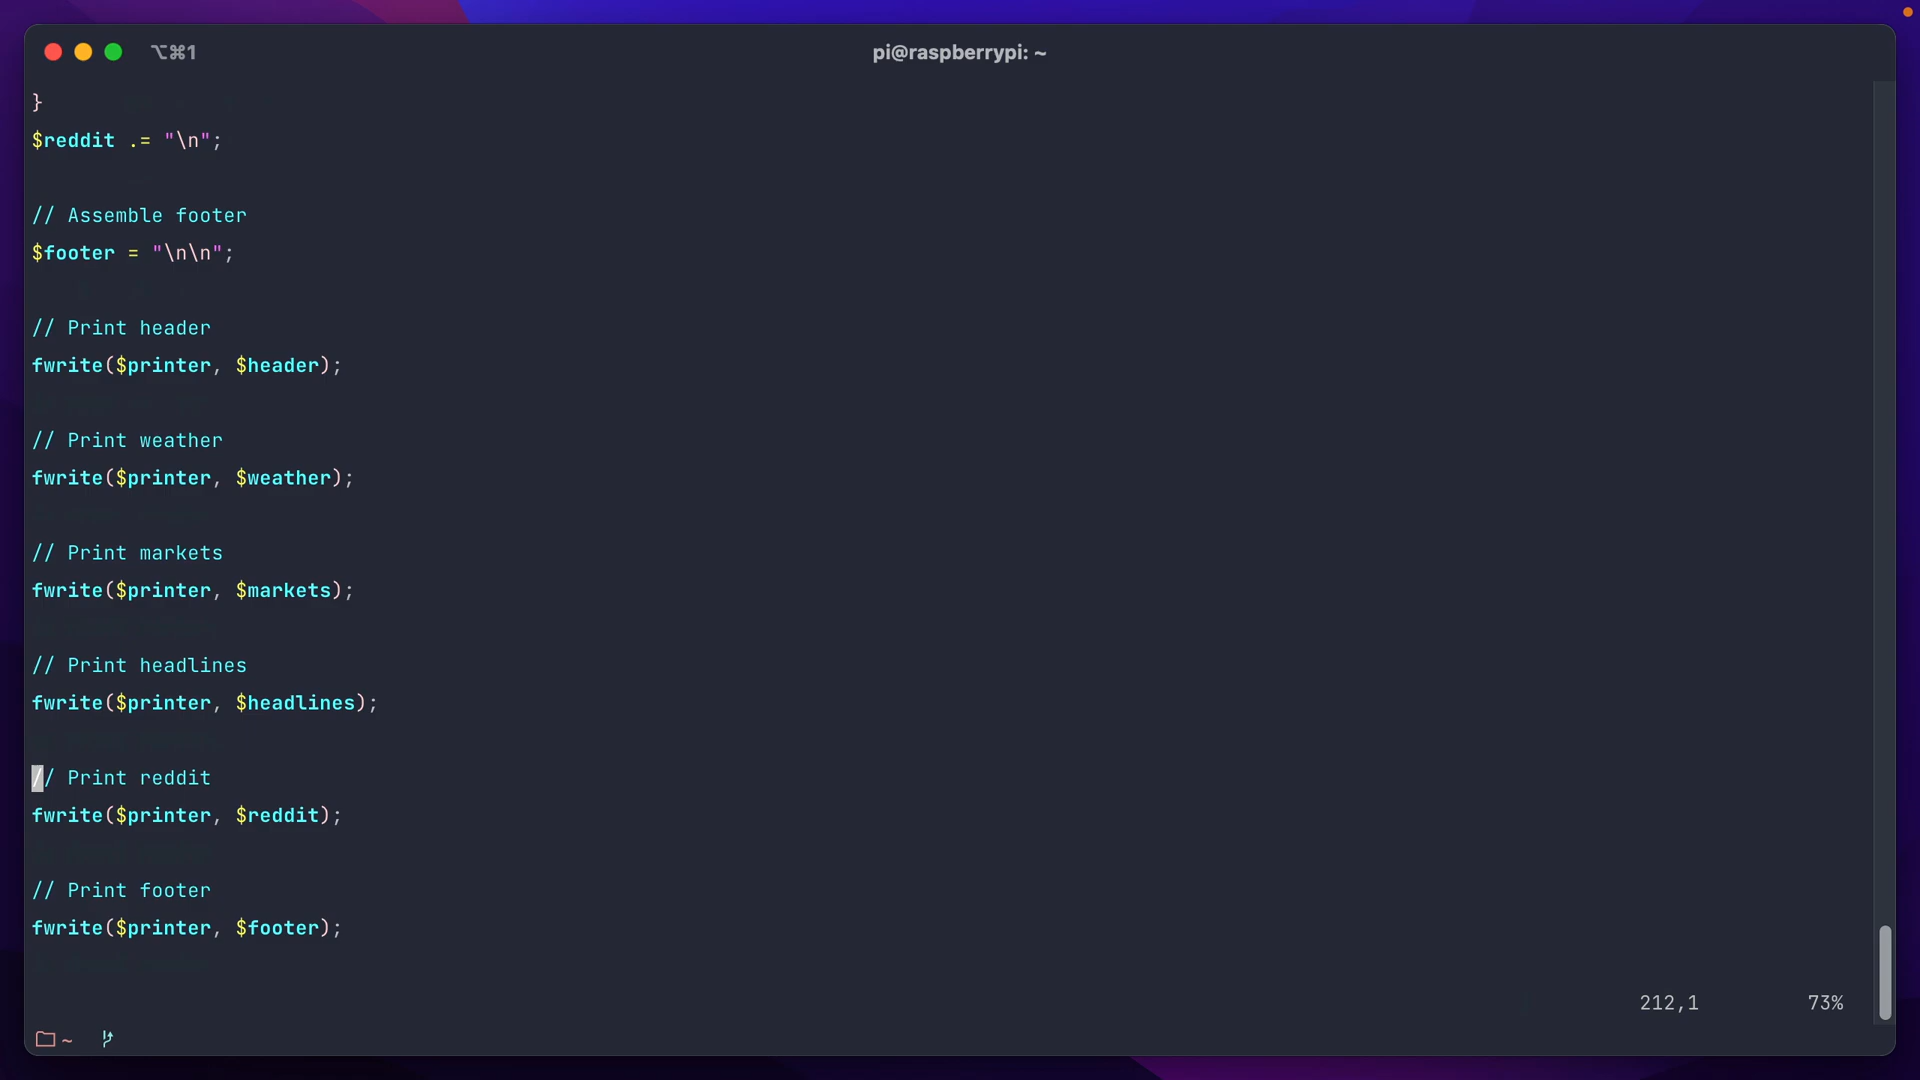 ⌥⌘1
pi@raspberrypi: ~
}
$reddit .= "\n";
// Assemble footer
$footer = "\n\n";
// Print header
fwrite($printer, $header);
// Print weather
fwrite($printer, $weather);
// Print markets
fwrite($printer, $markets);
// Print headlines
fwrite($printer, $headlines);
// Print reddit
fwrite($printer, $reddit);
// Print footer
fwrite($printer, $footer);
212,1 73%
~